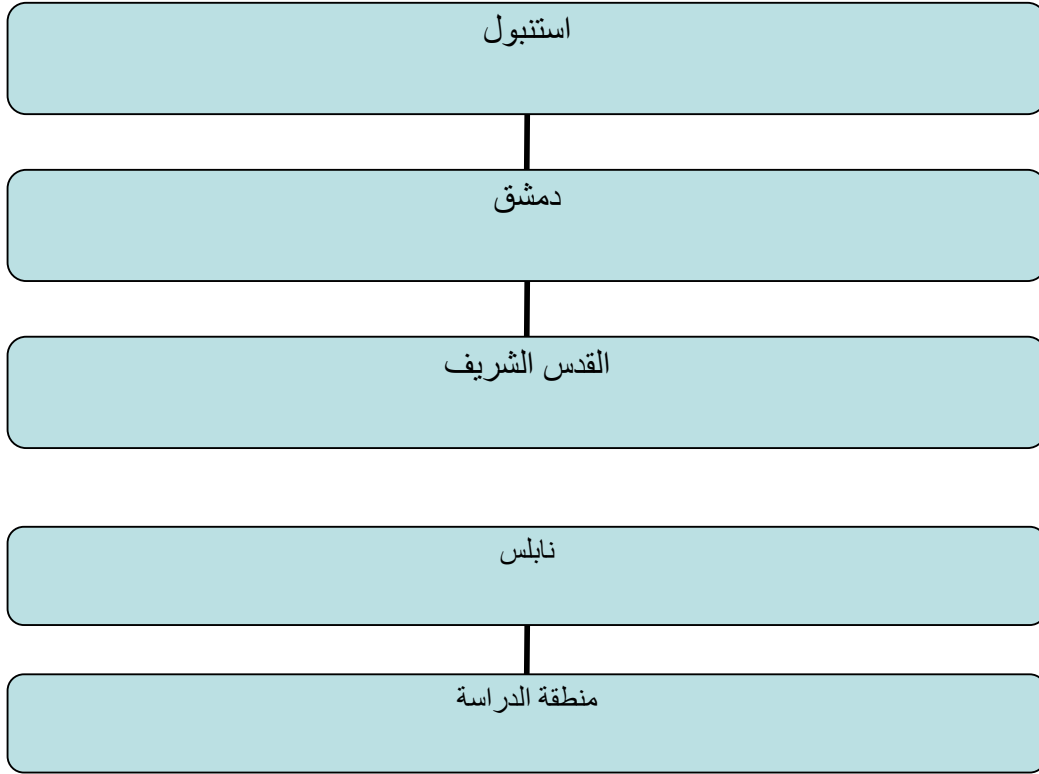 استنبول
دمشق
القدس الشريف
نابلس
منطقة الدراسة